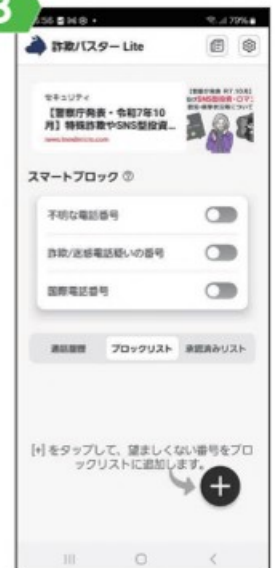 3
79%
詐欺バスター Lite
セキュリティ
【警察庁発表・令和7年10
月】特殊詐欺やSNS型投資...
news.trendmicro.com
スマートブロック ?
不明な電話番号
詐欺/迷惑電話疑いの番号
国際電話番号
通話履歴 ブロックリスト 承認済みリスト
[+]をタップして、望ましくない番号をブロ
ックリストに追加します。